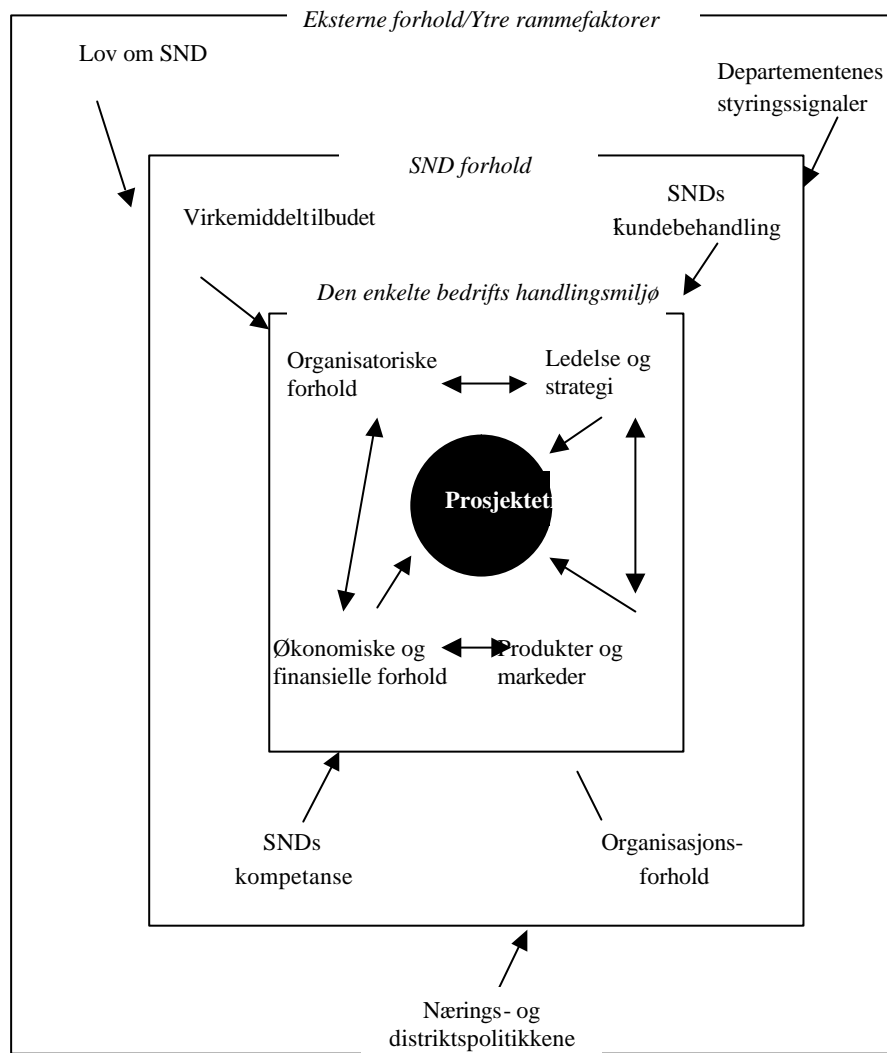 Eksterne forhold/Ytre rammefaktorer
Lov om SND
Departementenes
styringssignaler
SND forhold
SNDs
kundebehandling
Virkemiddeltilbudet
Den enkelte bedrifts handlingsmiljø
Organisatoriske
forhold
Ledelse og
strategi
Prosjektet
Økonomiske og
finansielle forhold
Produkter og
markeder
SNDs
kompetanse
Organisasjons-
forhold
Nærings- og
distriktspolitikkene